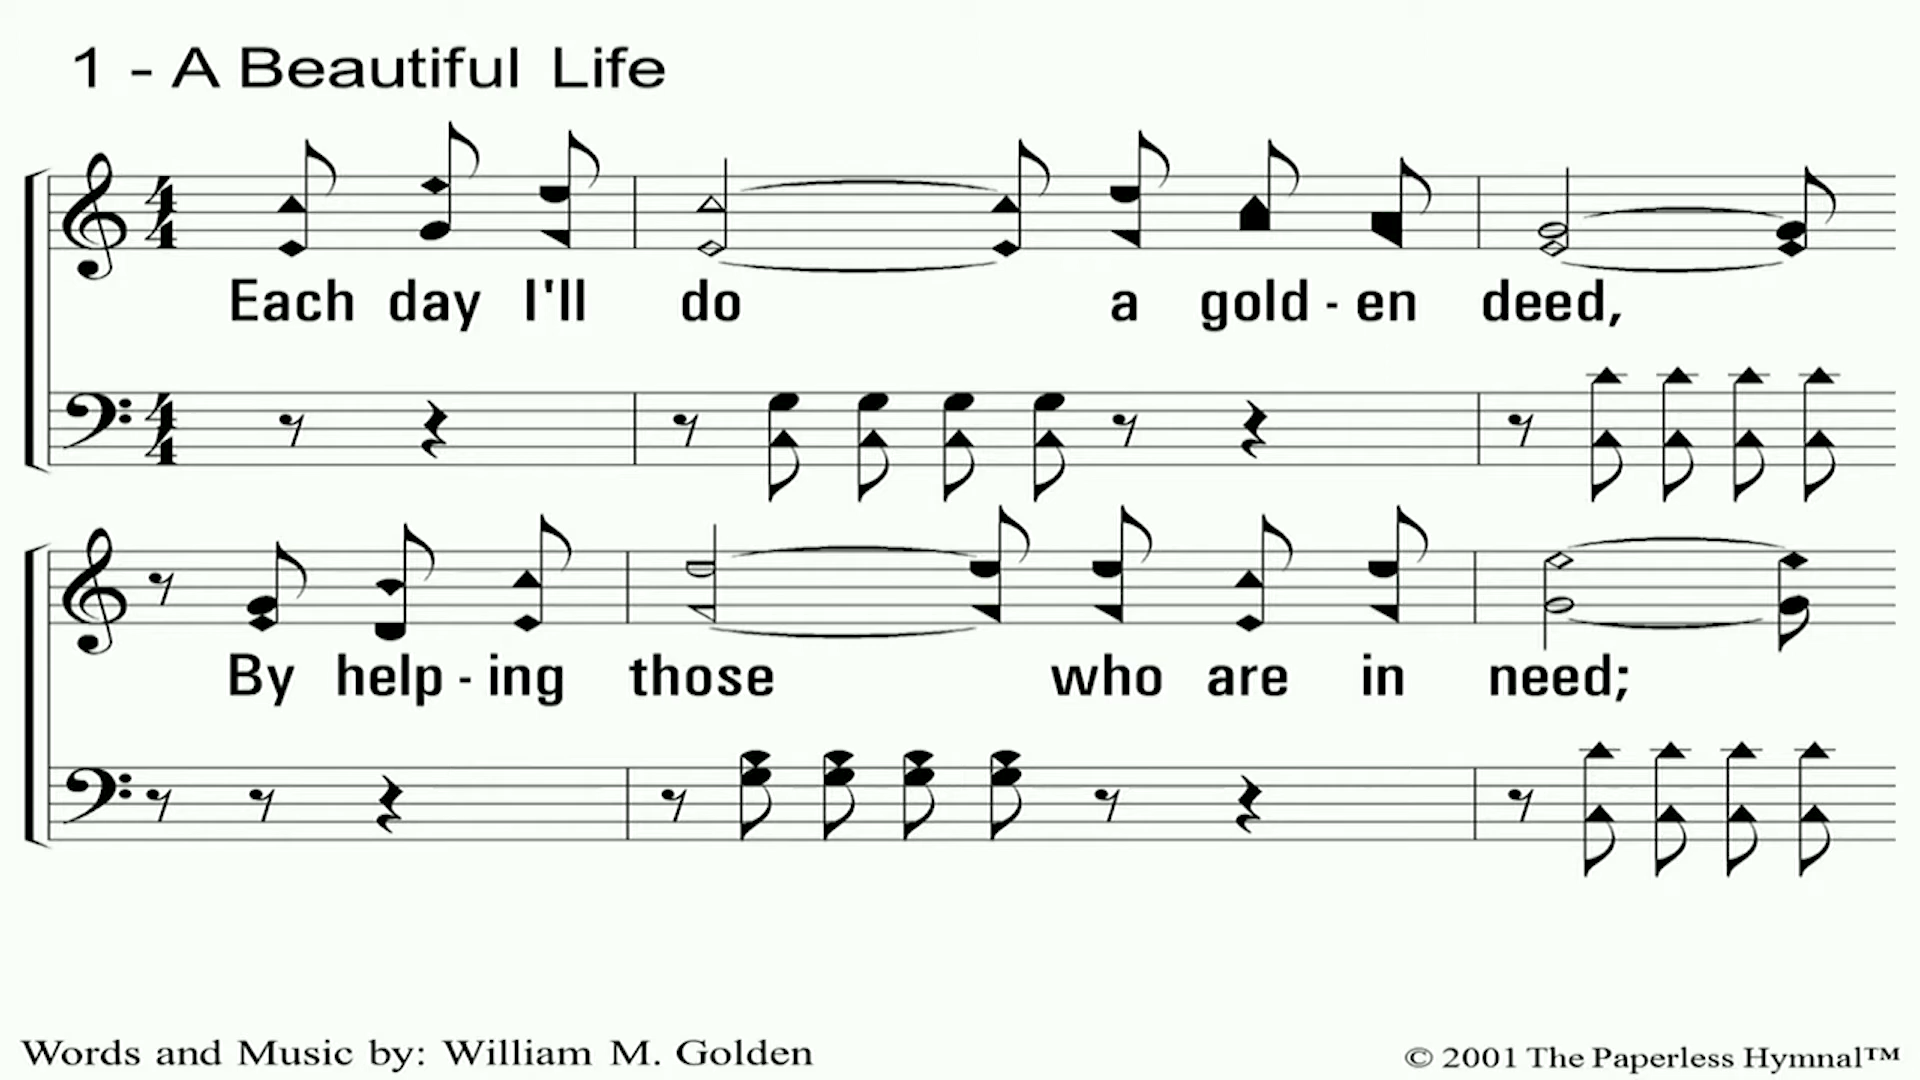 1 - A Beautiful Life
Each day I'll do a gold - en deed,
By help - ing those who are in need;
Words and Music by: William M. Golden
© 2001 The Paperless Hymnal™